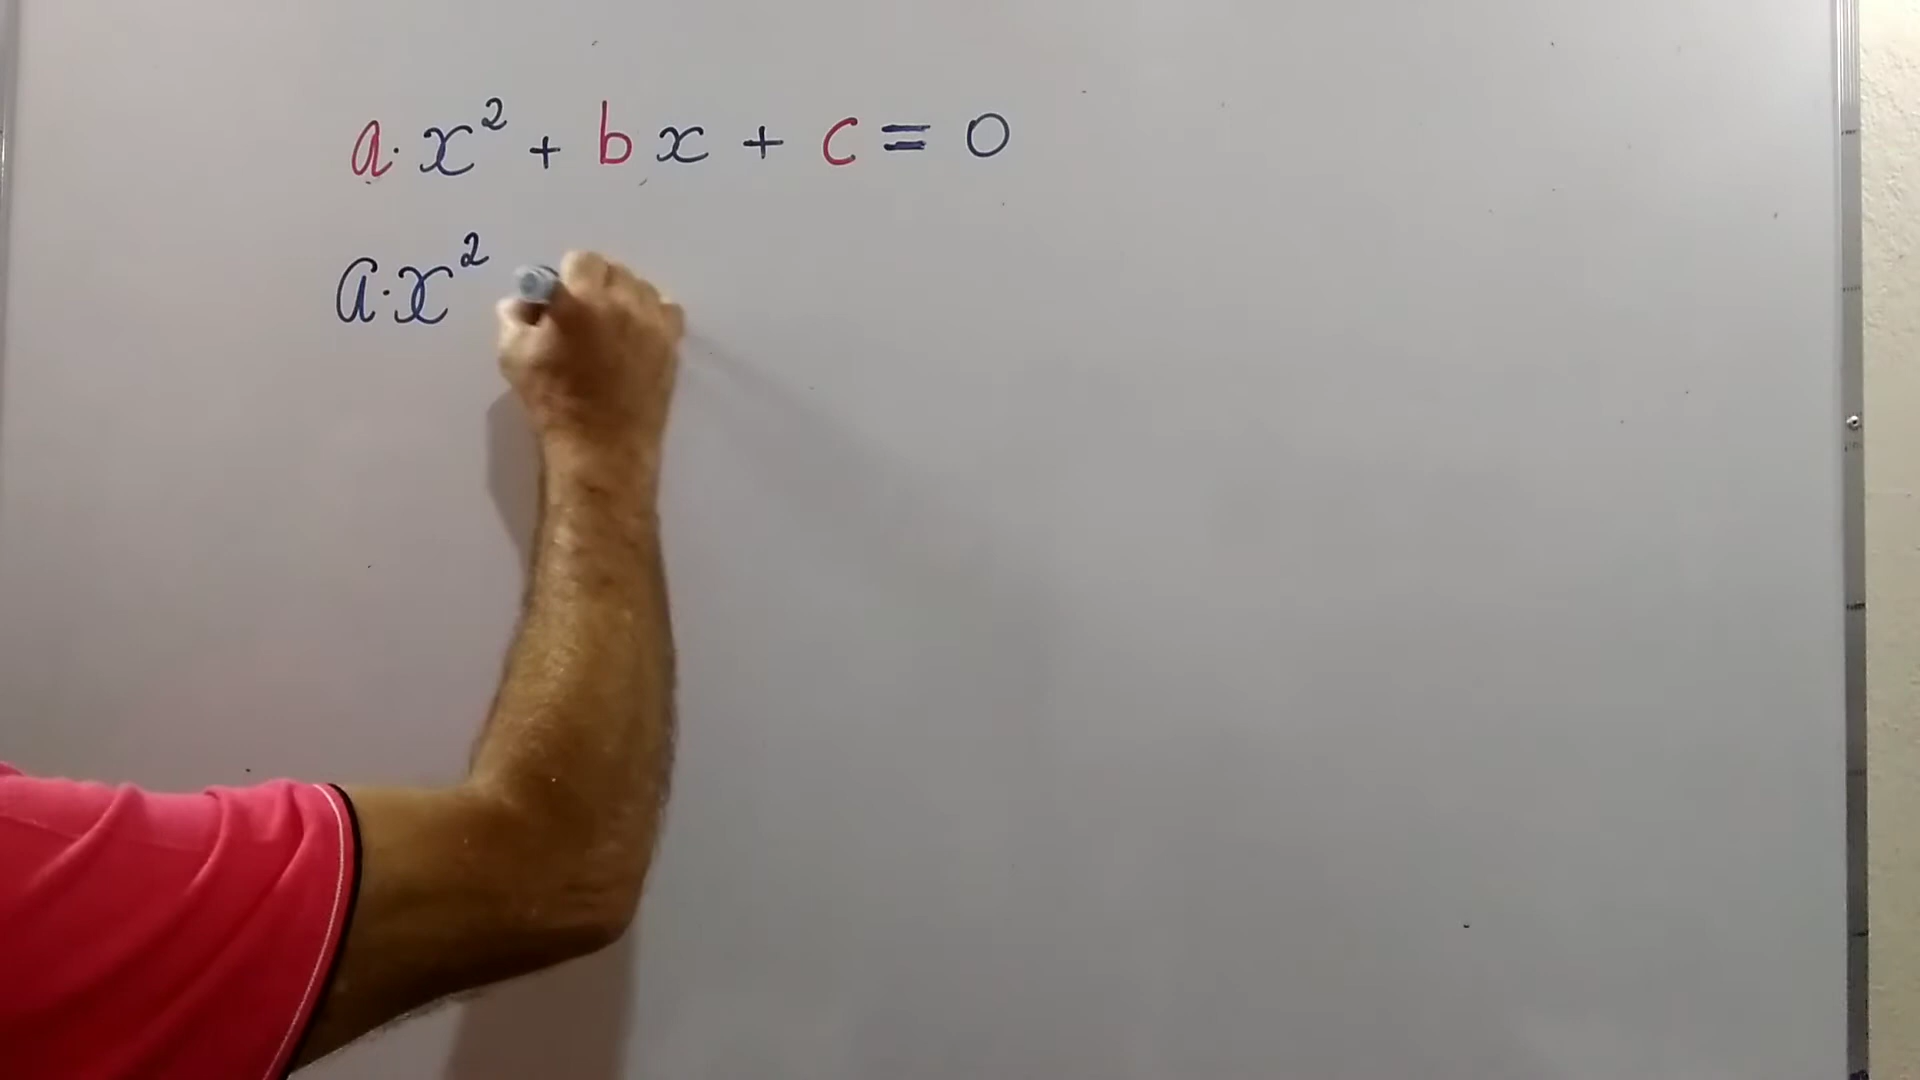 a·x² + bx + c = 0
a·x²